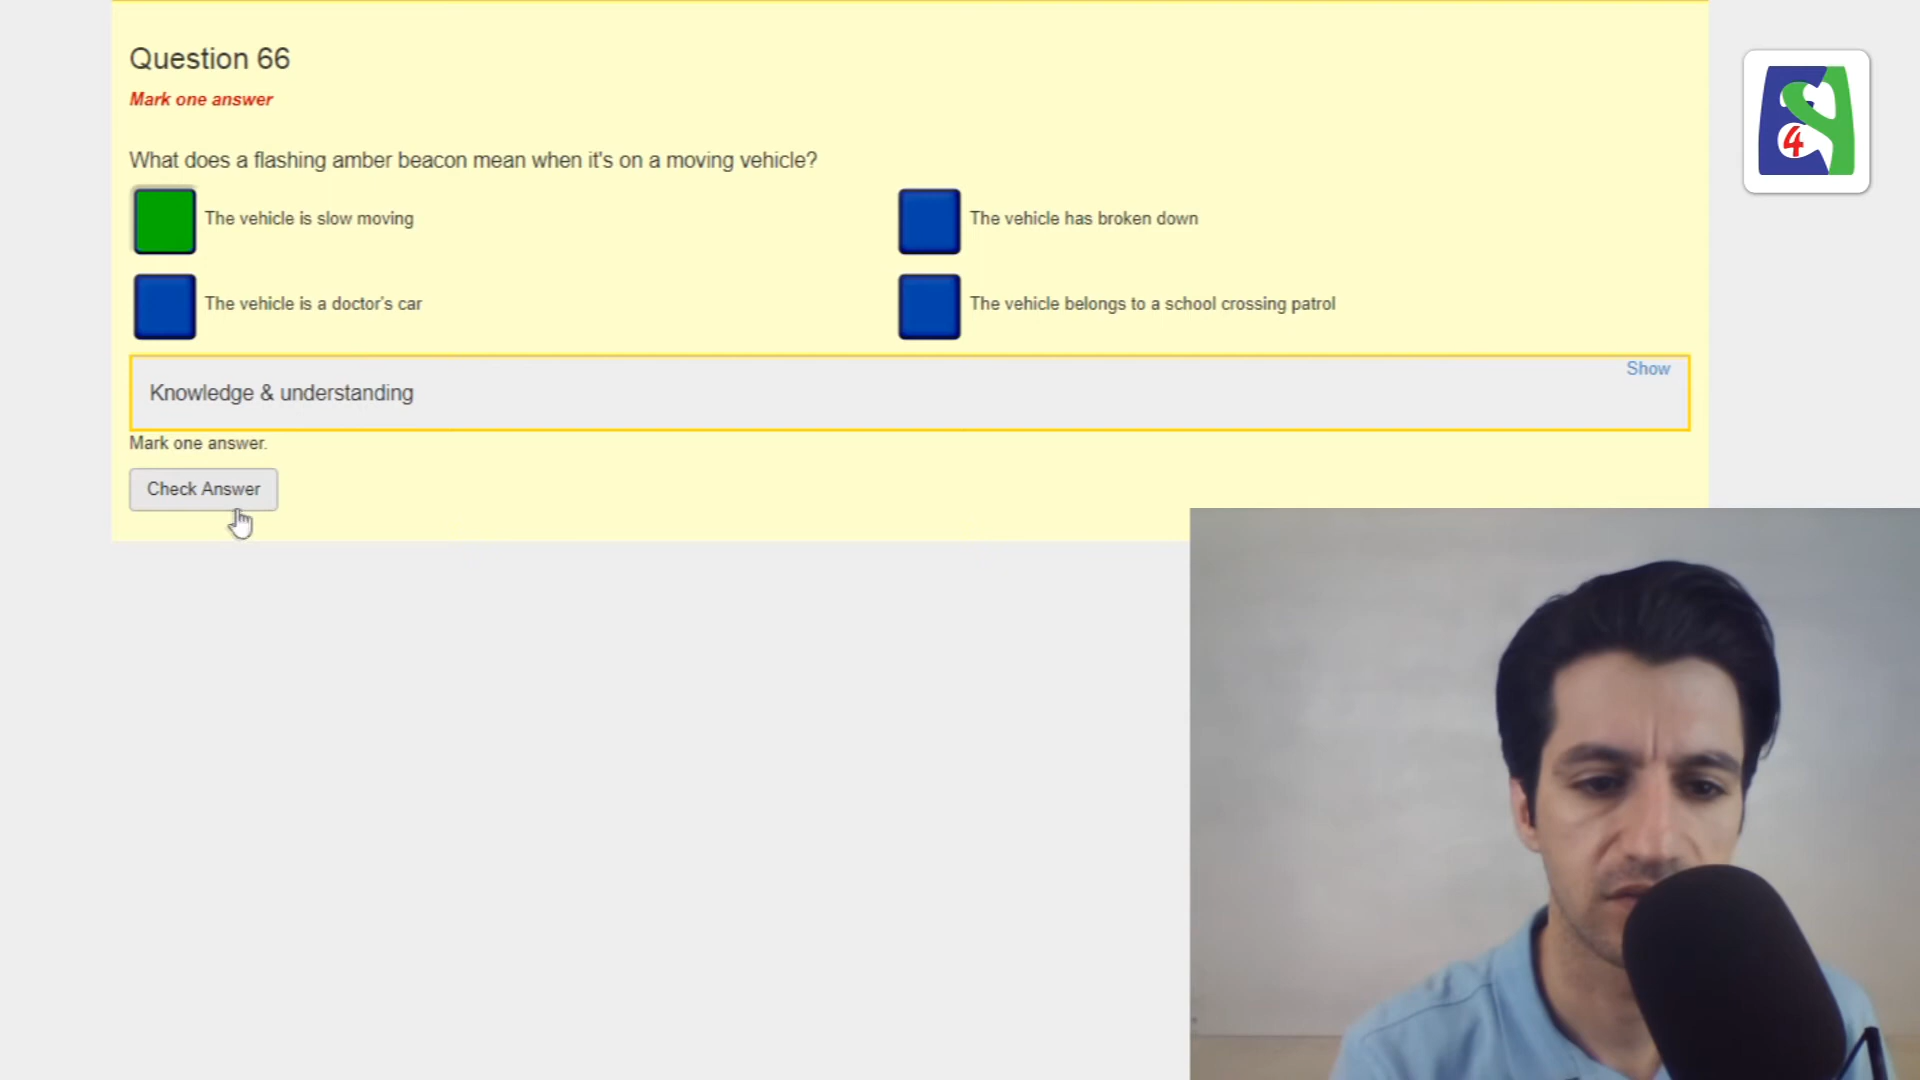 Question 66
Mark one answer
What does a flashing amber beacon mean when it's on a moving vehicle?
The vehicle is slow moving
The vehicle has broken down
The vehicle is a doctor's car
The vehicle belongs to a school crossing patrol
Show
Knowledge & understanding
Mark one answer.
Check Answer
4